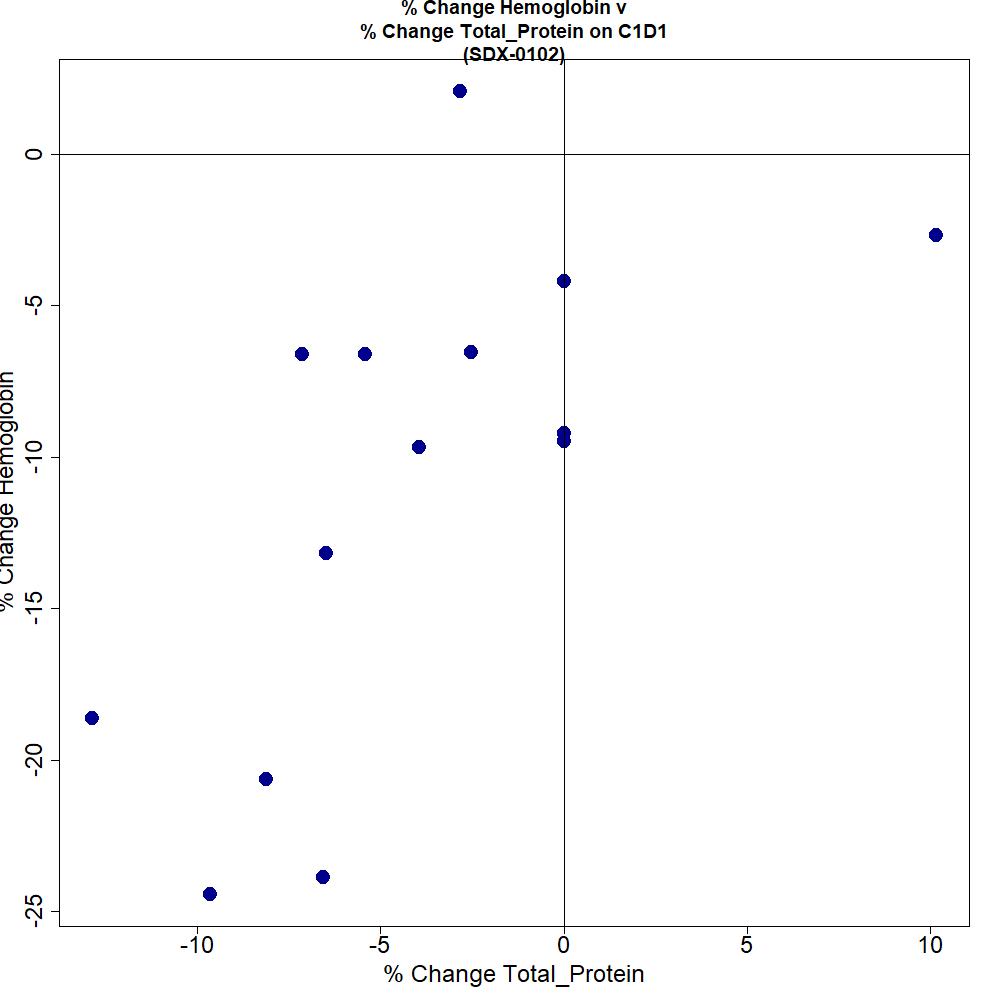 % Change Hemoglobin v
% Change Total_Protein on C1D1
(SDX-0102)
0
-5
-10
-15
-20
-25
% Change Hemoglobin
-10
-5
0
5
10
% Change Total_Protein